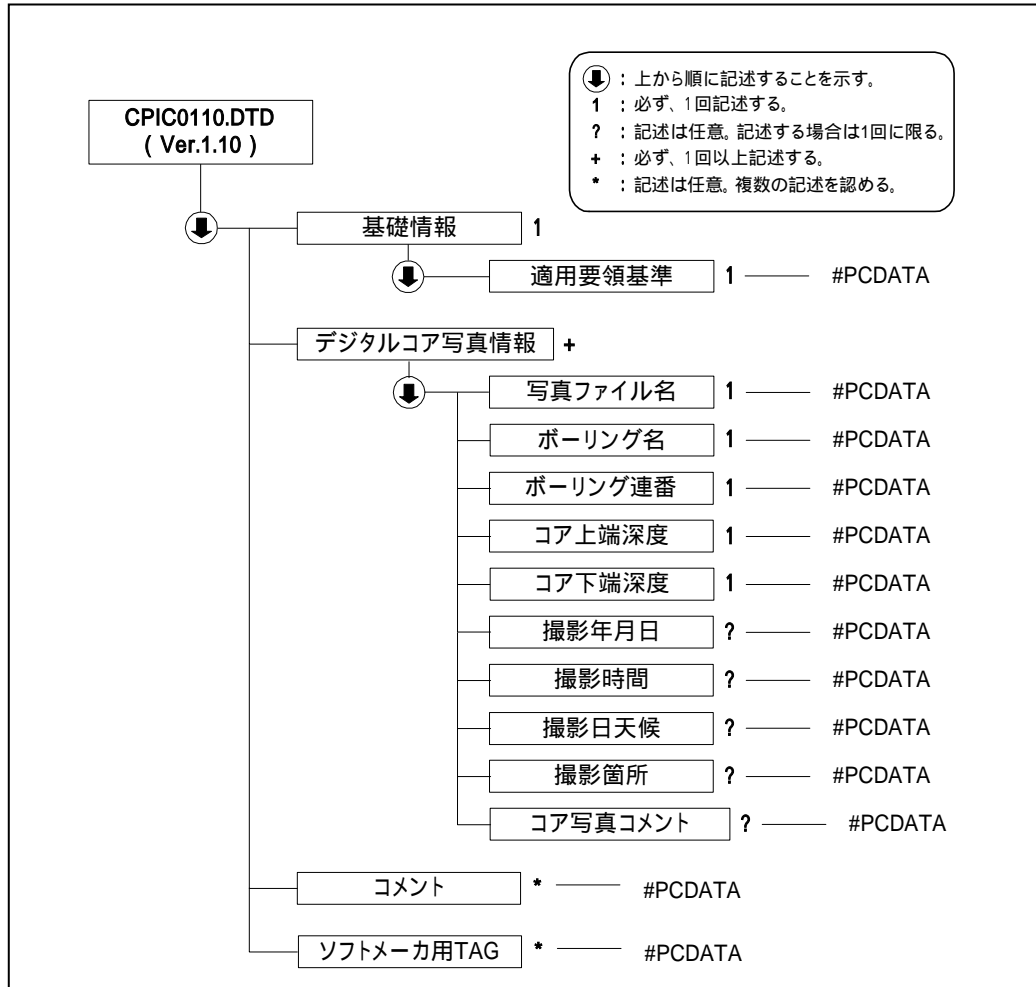 ：上から順に記述することを示す。
1 ：必ず、1回記述する。
? ：記述は任意。記述する場合は1回に限る。
+ ：必ず、1回以上記述する。
* ：記述は任意。複数の記述を認める。
CPIC0110.DTD
( Ver.1.10 )
基礎情報 1
適用要領基準 1 #PCDATA
デジタルコア写真情報 +
写真ファイル名 1 #PCDATA
ボーリング名 1 #PCDATA
ボーリング連番 1 #PCDATA
コア上端深度 1 #PCDATA
コア下端深度 1 #PCDATA
撮影年月日 ? #PCDATA
撮影時間 ? #PCDATA
撮影日天候 ? #PCDATA
撮影箇所 ? #PCDATA
コア写真コメント ? #PCDATA
コメント * #PCDATA
ソフトメーカ用TAG * #PCDATA